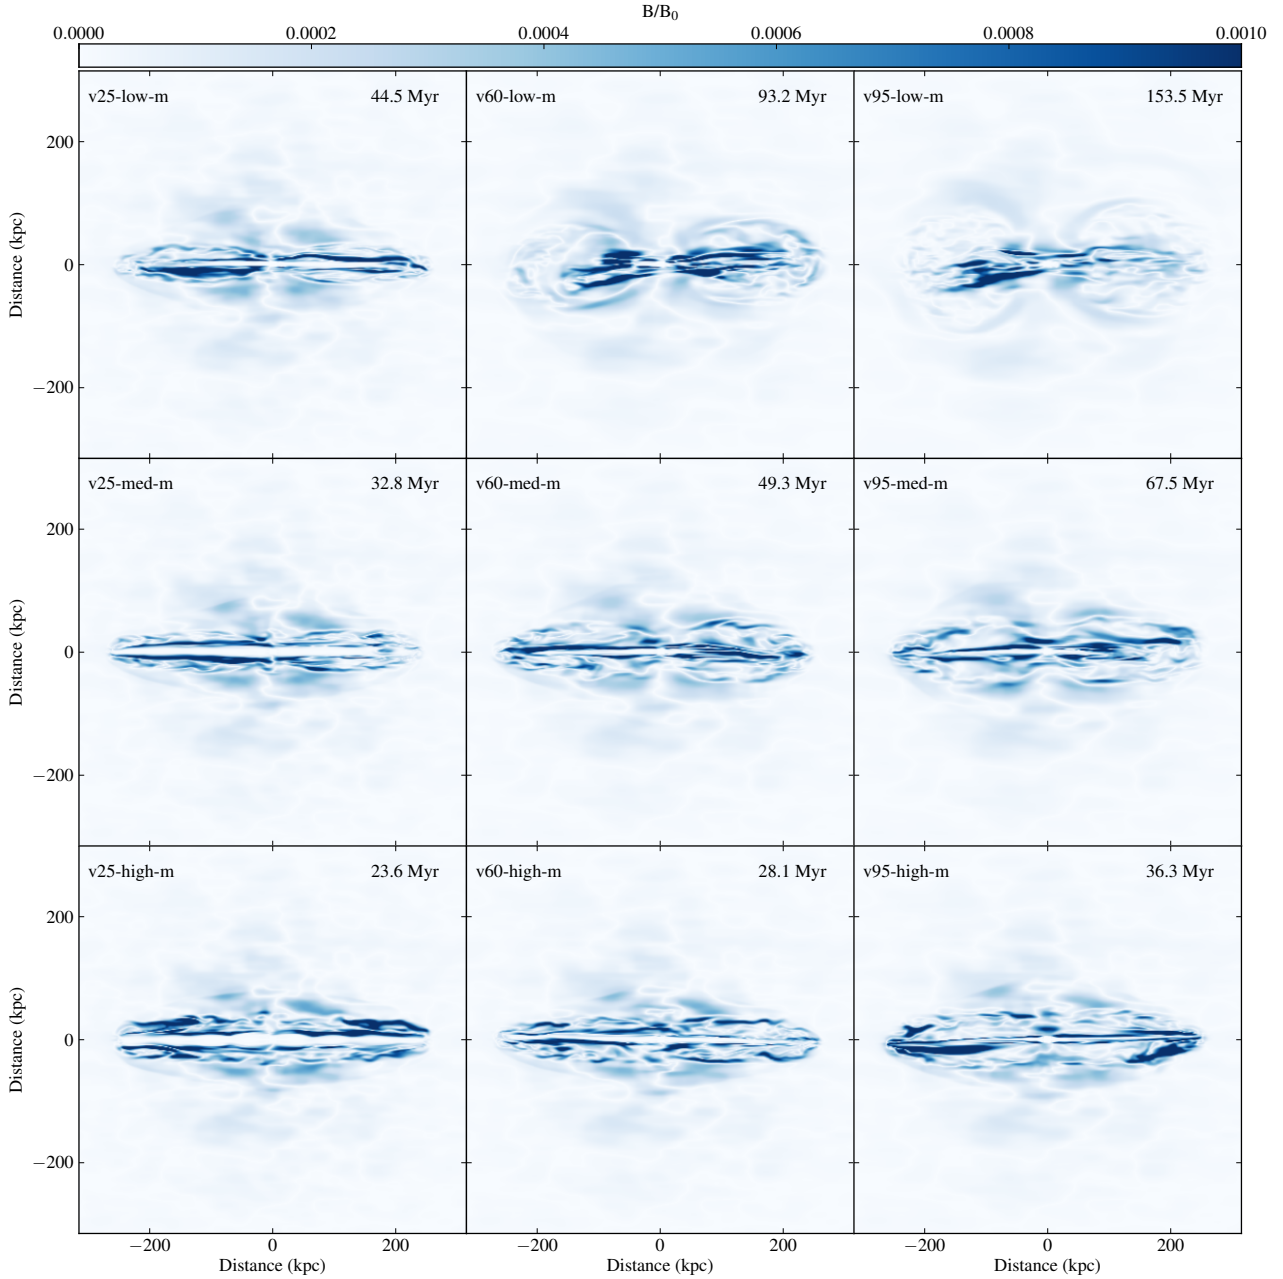 B/B₀
0.0000 0.0002 0.0004 0.0006 0.0008 0.0010
v25-low-m 44.5 Myr v60-low-m 93.2 Myr v95-low-m 153.5 Myr
200
0
−200
Distance (kpc)
v25-med-m 32.8 Myr v60-med-m 49.3 Myr v95-med-m 67.5 Myr
200
0
−200
Distance (kpc)
v25-high-m 23.6 Myr v60-high-m 28.1 Myr v95-high-m 36.3 Myr
200
0
−200
Distance (kpc)
−200 0 200 −200 0 200 −200 0 200
Distance (kpc) Distance (kpc) Distance (kpc)